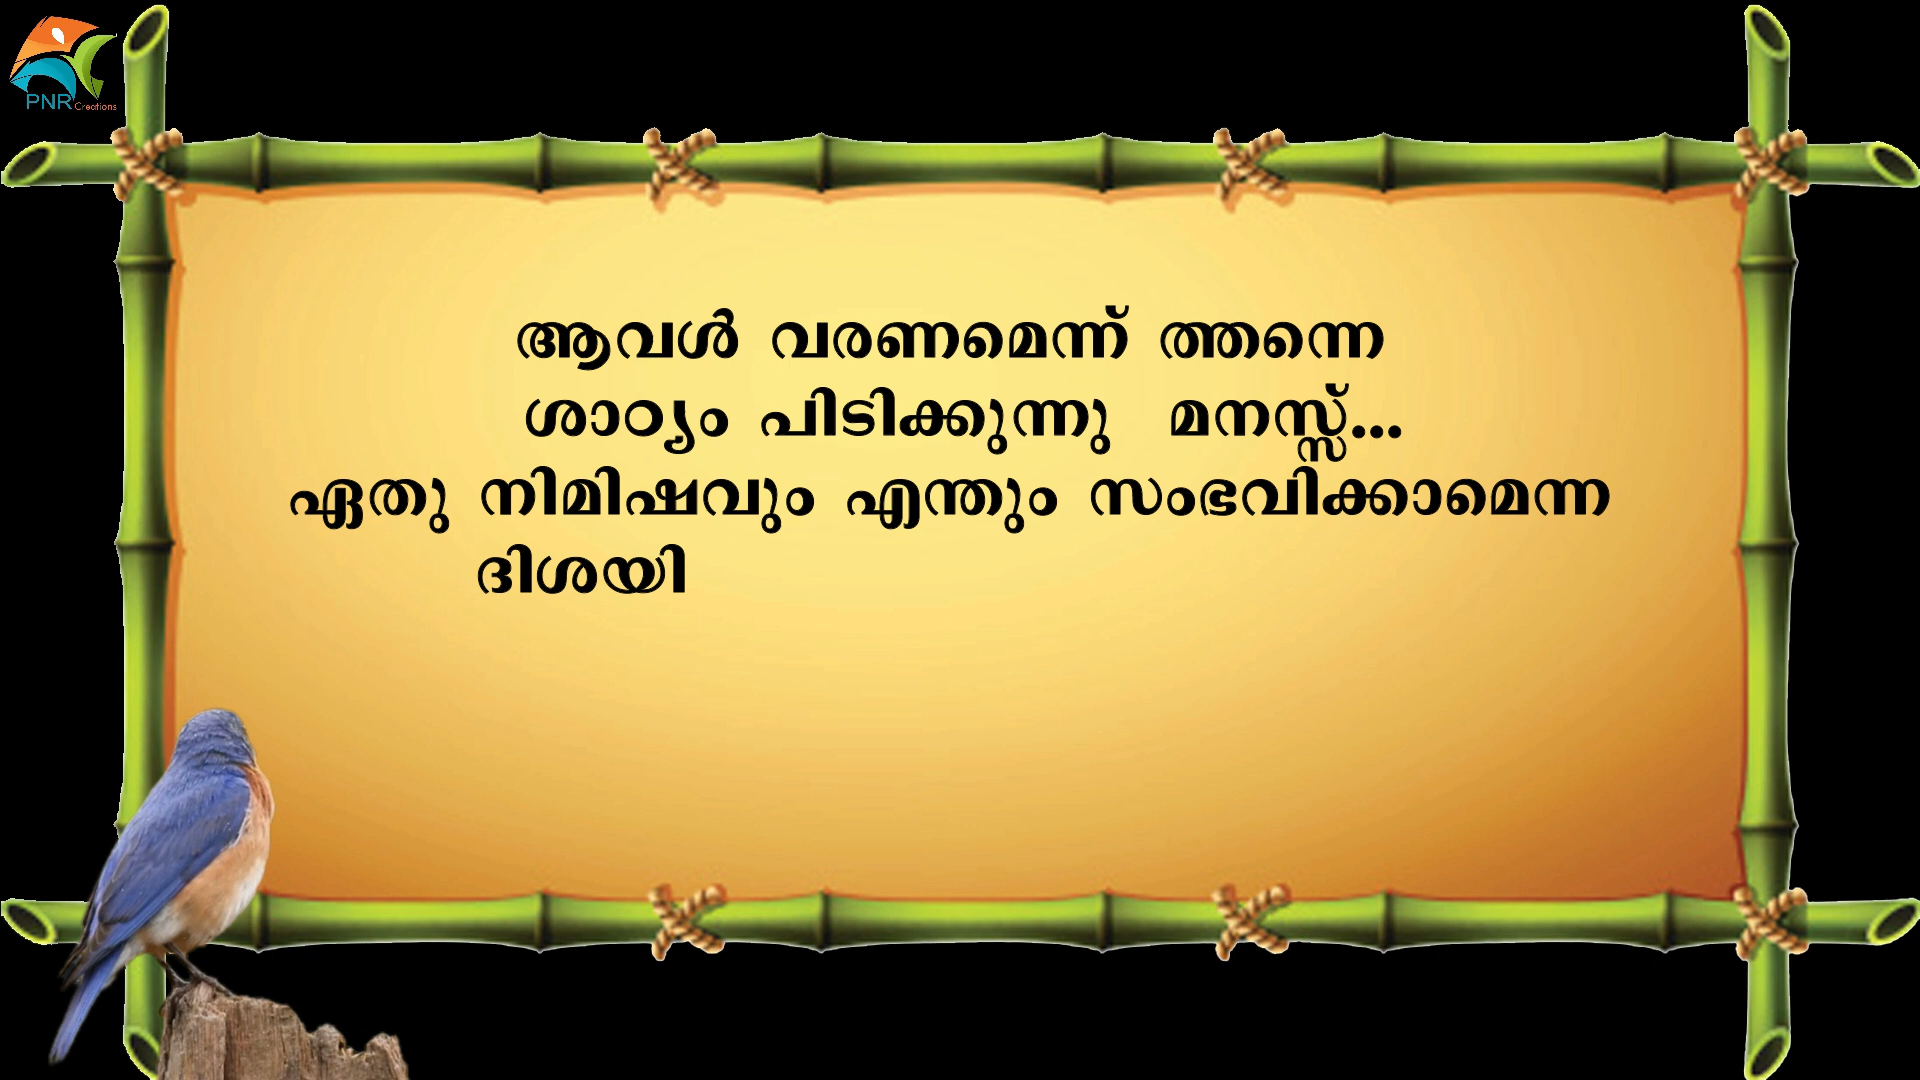 PNR Creations
ആവൾ വരണമെന്ന് ത്തന്നെ
ശാഠ്യം പിടിക്കുന്നു മനസ്സ്...
ഏതു നിമിഷവും എന്തും സംഭവിക്കാമെന്ന
ദിശയി